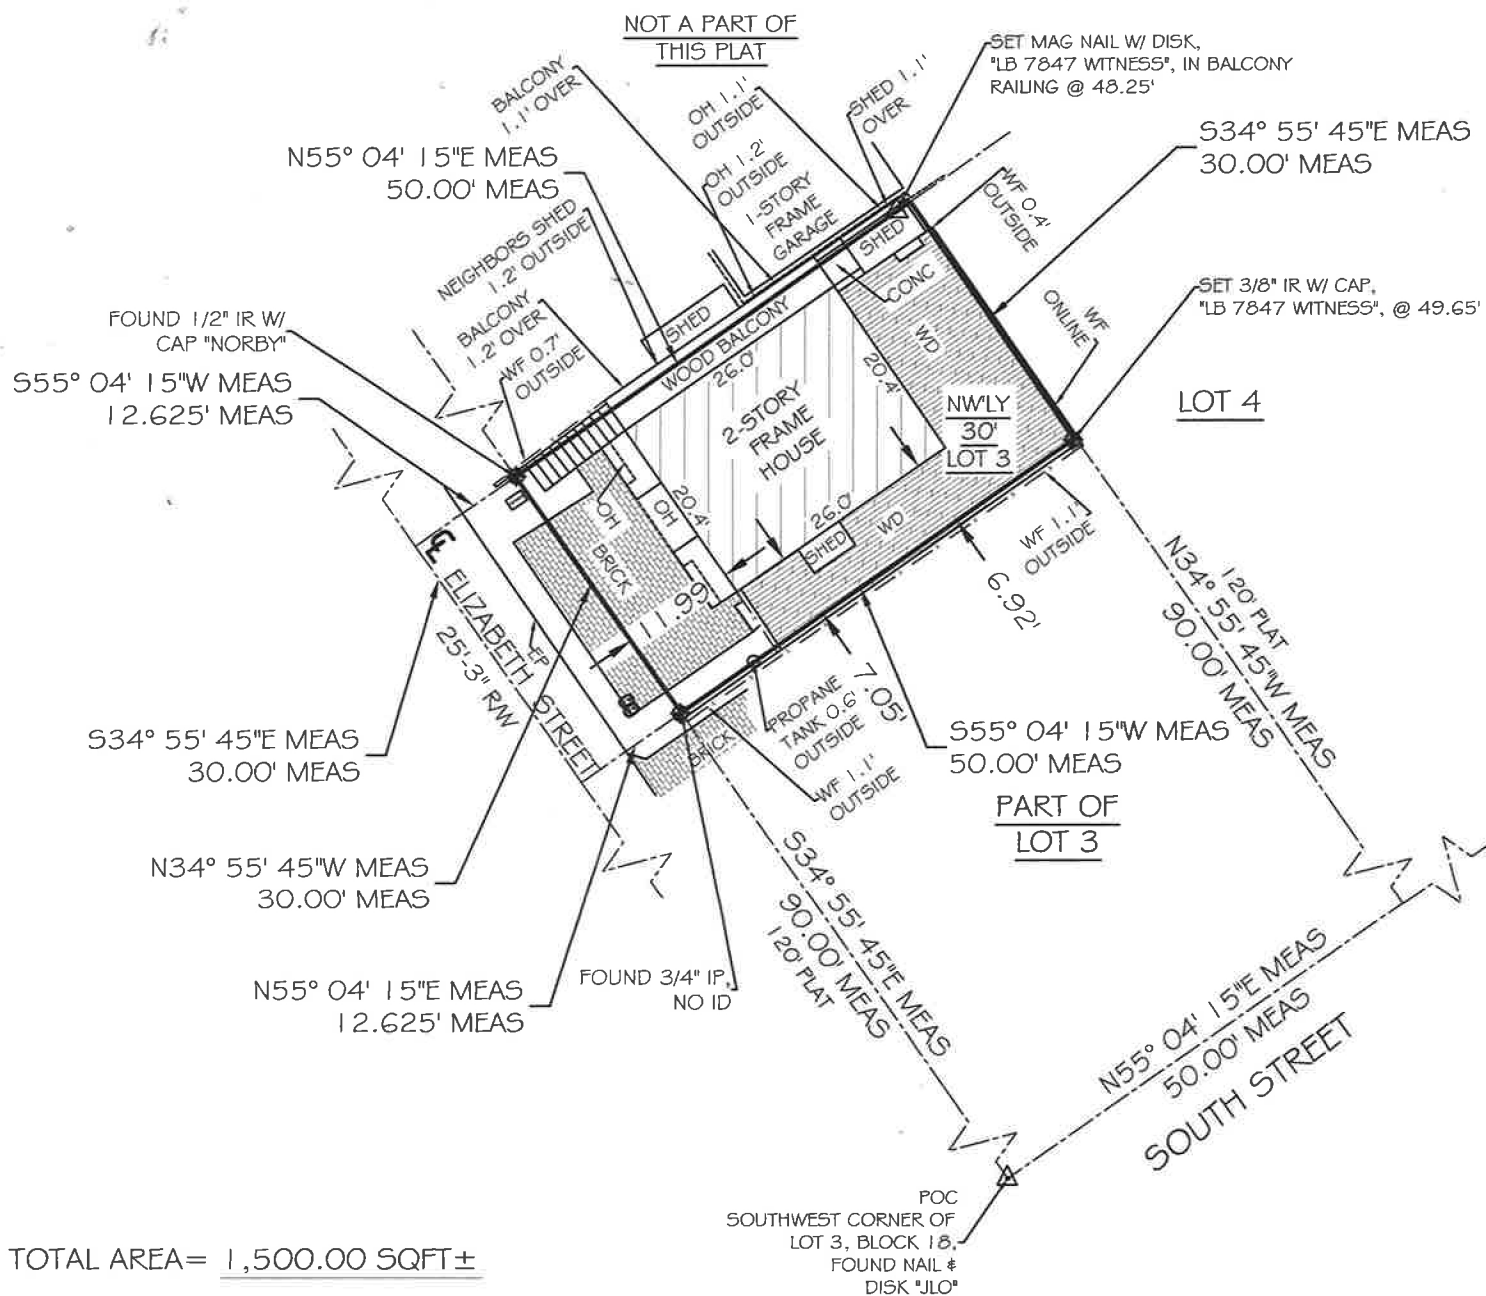 NOT A PART OF
THIS PLAT
SET MAG NAIL W/ DISK,
"LB 7847 WITNESS", IN BALCONY
RAILING @ 48.25'
BALCONY
1.1' OVER
OH 1.1'
OUTSIDE
SHED 1.1'
OVER
S34° 55' 45"E MEAS
30.00' MEAS
N55° 04' 15"E MEAS
50.00' MEAS
OH 1.2'
OUTSIDE
1-STORY
FRAME
GARAGE
WF 0.4'
OUTSIDE
NEIGHBORS SHED
1.2' OUTSIDE
SHED
CONC
SET 3/8" IR W/ CAP,
"LB 7847 WITNESS", @ 49.65'
FOUND 1/2" IR W/
CAP "NORBY"
BALCONY
1.2' OVER
SHED
WF
ONLINE
WF 0.7'
OUTSIDE
WOOD BALCONY
26.0'
20.4'
WD
S55° 04' 15"W MEAS
12.625' MEAS
2-STORY
FRAME
HOUSE
NW'LY
30'
LOT 3
LOT 4
OH
20.4'
OH
26.0'
WD
SHED
WF 1.1'
OUTSIDE
BRICK
11.99'
6.92'
N34° 55' 45"W MEAS
90.00' MEAS
120' PLAT
CL
ELIZABETH STREET
25'-3" R/W
EP
S34° 55' 45"E MEAS
30.00' MEAS
BRICK
PROPANE
TANK 0.6'
OUTSIDE
7.05'
WF 1.1'
OUTSIDE
S55° 04' 15"W MEAS
50.00' MEAS
PART OF
LOT 3
N34° 55' 45"W MEAS
30.00' MEAS
S34° 55' 45"E MEAS
90.00' MEAS
120' PLAT
FOUND 3/4" IP,
NO ID
N55° 04' 15"E MEAS
12.625' MEAS
N55° 04' 15"E MEAS
50.00' MEAS
SOUTH STREET
POC
SOUTHWEST CORNER OF
LOT 3, BLOCK 18,
FOUND NAIL &
DISK "JLO"
TOTAL AREA= 1,500.00 SQFT±